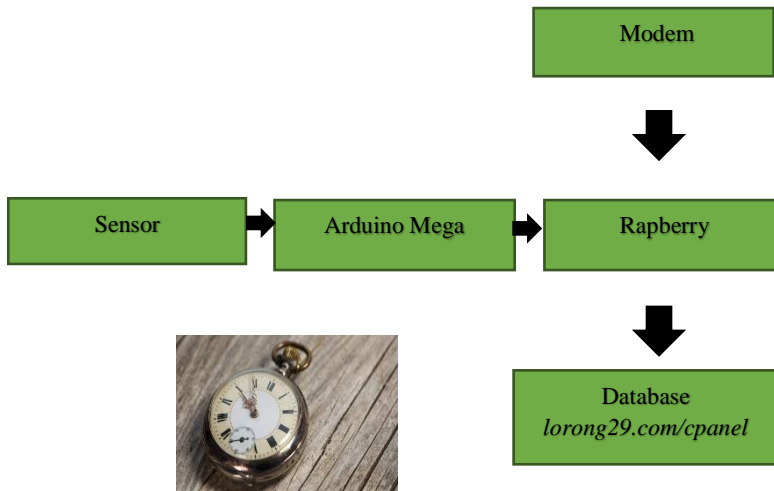 Modem
Sensor
Arduino Mega
Rapberry
Database
lorong29.com/cpanel